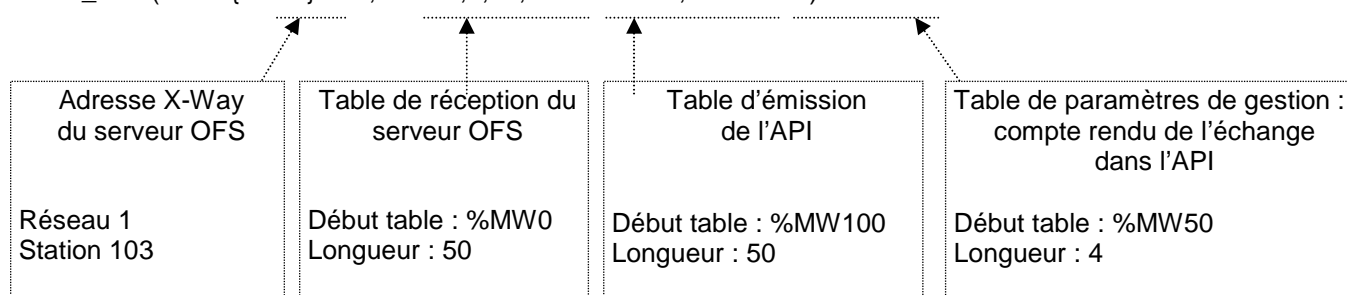 Adresse X-Way
du serveur OFS
Réseau 1
Station 103
Table de réception du
serveur OFS
Début table : %MW0
Longueur : 50
Table d'émission
de l'API
Début table : %MW100
Longueur : 50
Table de paramètres de gestion :
compte rendu de l'échange
dans l'API
Début table : %MW50
Longueur : 4